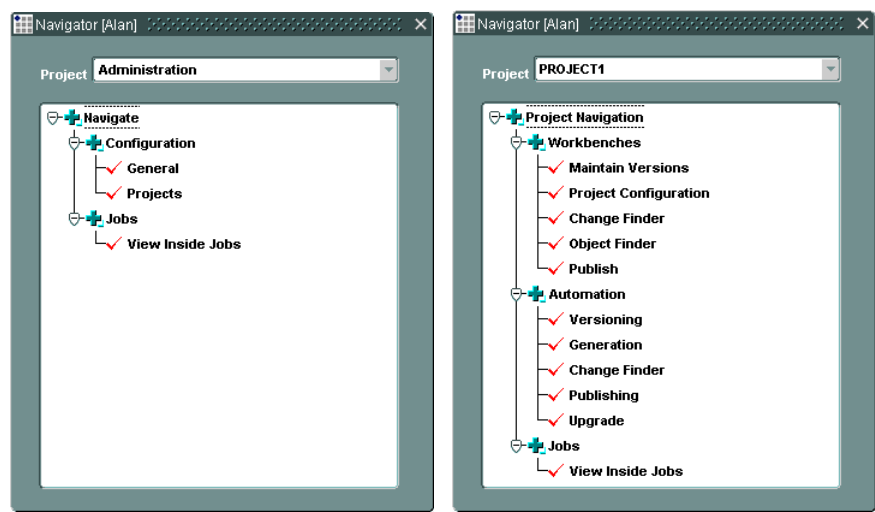 Navigator [Alan]
Project Administration
Navigate
Configuration
General
Projects
Jobs
View Inside Jobs
Navigator [Alan]
Project PROJECT1
Project Navigation
Workbenches
Maintain Versions
Project Configuration
Change Finder
Object Finder
Publish
Automation
Versioning
Generation
Change Finder
Publishing
Upgrade
Jobs
View Inside Jobs